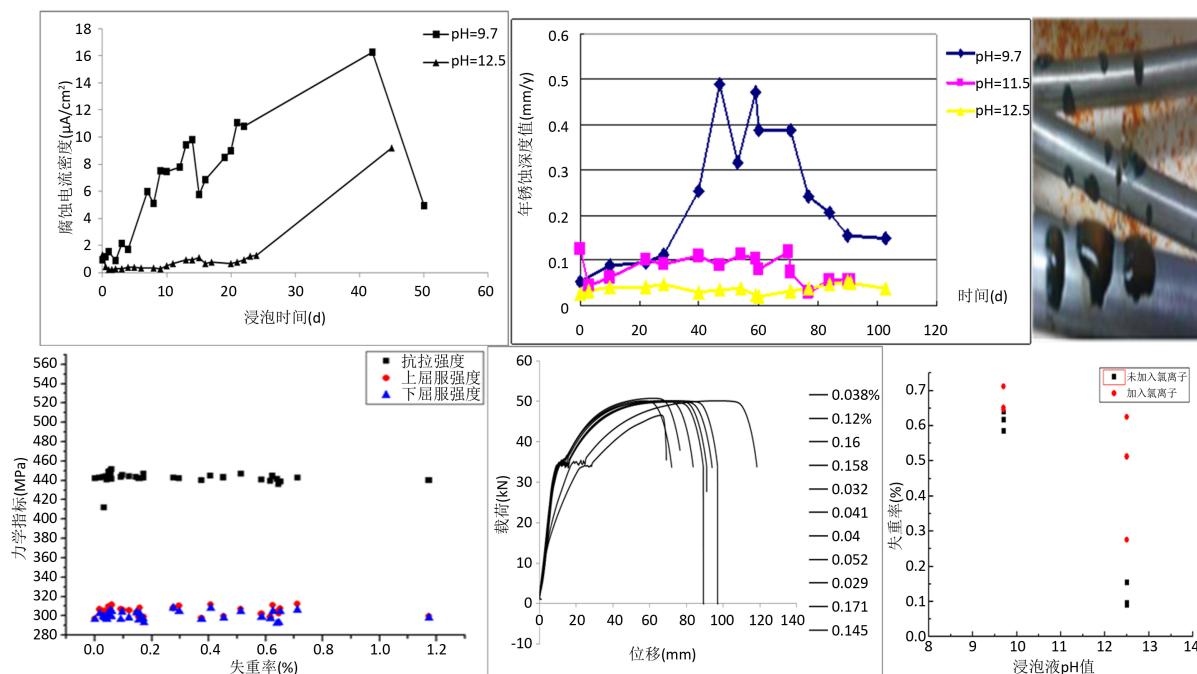 18
16
14
12
10
8
6
4
2
0
0 10 20 30 40 50 60
腐蚀电流密度(μA/cm²)
浸泡时间(d)
pH=9.7
pH=12.5
0.6
0.5
0.4
0.3
0.2
0.1
0
0 20 40 60 80 100 120
年锈蚀深度值(mm/y)
时间(d)
pH=9.7
pH=11.5
pH=12.5
560
540
520
500
480
460
440
420
400
380
360
340
320
300
280
0.0 0.2 0.4 0.6 0.8 1.0 1.2
力学指标(MPa)
失重率(%)
抗拉强度
上屈服强度
下屈服强度
60
50
40
30
20
10
0
-10
0 20 40 60 80 100 120 140
载荷(kN)
位移(mm)
0.038%
0.12%
0.16
0.158
0.032
0.041
0.04
0.052
0.029
0.171
0.145
0.7
0.6
0.5
0.4
0.3
0.2
0.1
0.0
8 9 10 11 12 13 14
失重率(%)
浸泡液pH值
未加入氯离子
加入氯离子